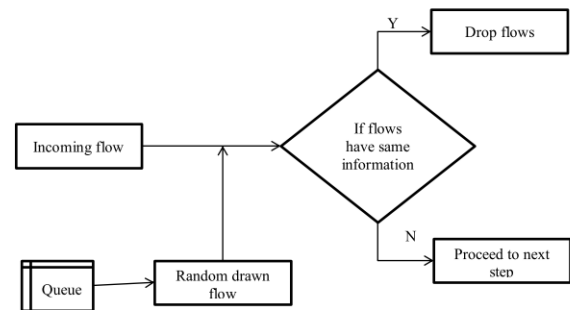 Y
Drop flows
If flows
have same
information
Incoming flow
N
Proceed to next
step
Queue
Random drawn
flow